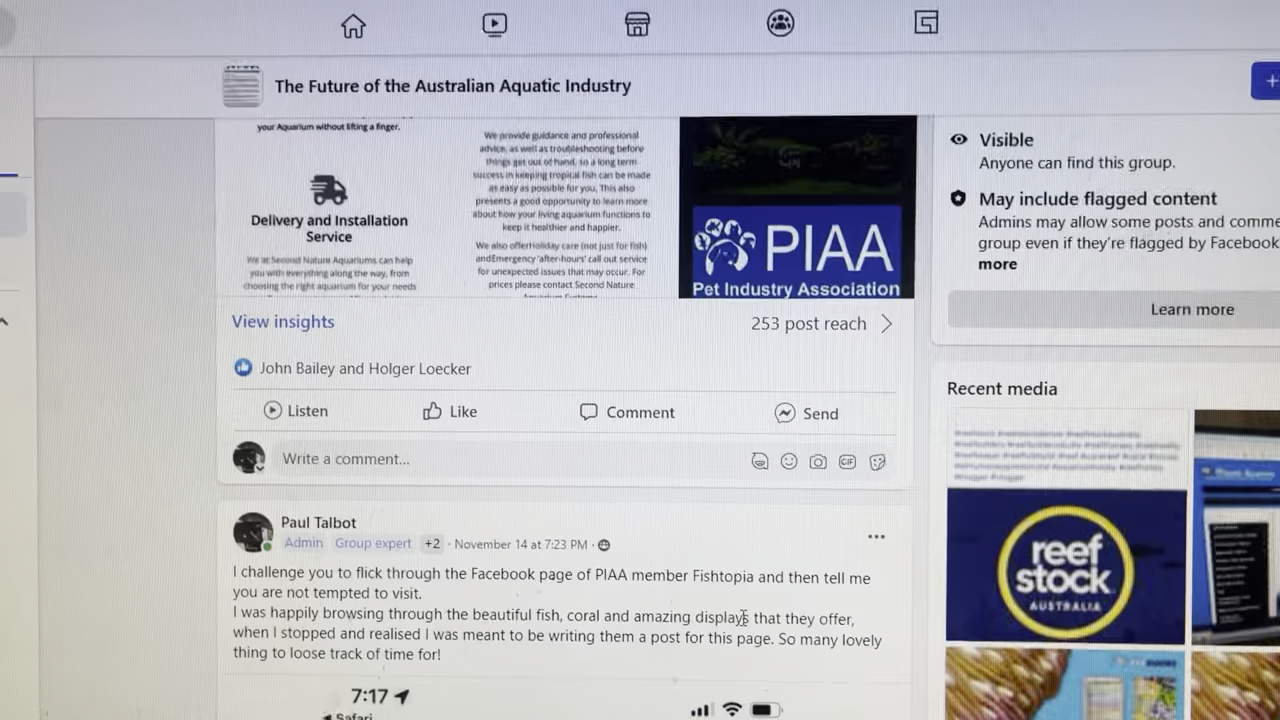 The Future of the Australian Aquatic Industry
your Aquarium without lifting a finger.
Delivery and Installation
Service
We at Second Nature Aquariums can help
you with everything along the way, from
choosing the right aquarium for your needs
We provide guidance and professional
advice, as well as troubleshooting before
things get out of hand, so a long term
success in keeping tropical fish can be made
as easy as possible for you. This also
presents a good opportunity to learn more
about how your living aquarium functions to
keep it healthier and happier.
We also offerHoliday care (not just for fish)
andEmergency 'after-hours' call out service
for unexpected issues that may occur. For
prices please contact Second Nature
PIAA
Pet Industry Association
View insights
253 post reach
John Bailey and Holger Loecker
Listen
Like
Comment
Send
Write a comment...
GIF
Paul Talbot
Admin Group expert +2 · November 14 at 7:23 PM ·
I challenge you to flick through the Facebook page of PIAA member Fishtopia and then tell me
you are not tempted to visit.
I was happily browsing through the beautiful fish, coral and amazing displays that they offer,
when I stopped and realised I was meant to be writing them a post for this page. So many lovely
thing to loose track of time for!
7:17
Safari
Visible
Anyone can find this group.
May include flagged content
Admins may allow some posts and comme
group even if they're flagged by Facebook
more
Learn more
Recent media
reef
stock
AUSTRALIA